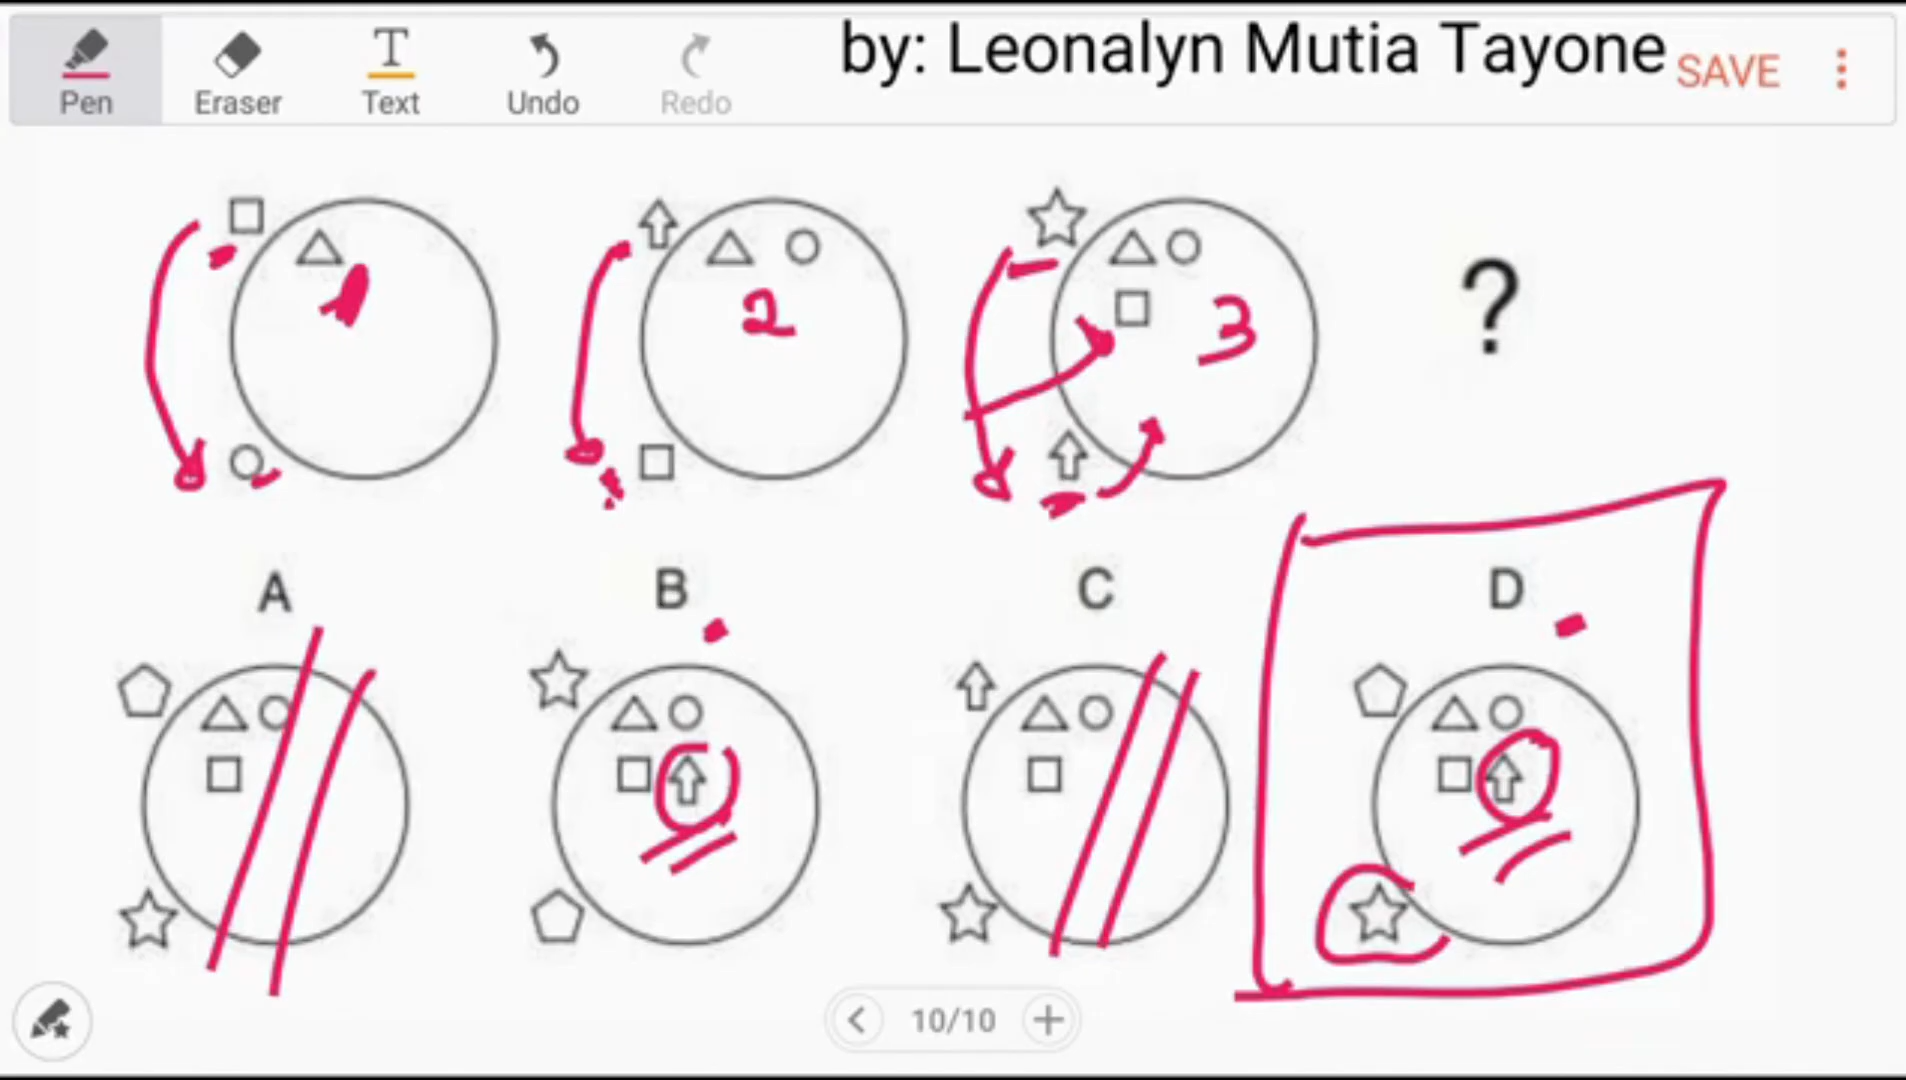 by: Leonalyn Mutia Tayone
SAVE
Pen
Eraser
Text
Undo
Redo
1
2
3
?
A
B
C
D
10/10